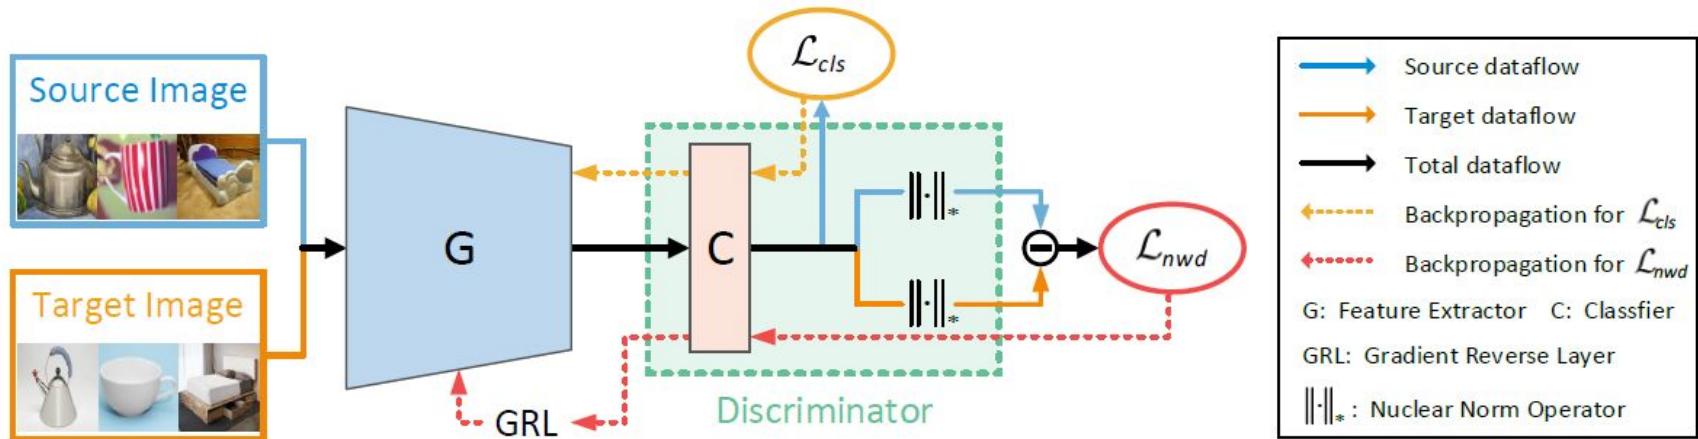 Source Image
Target Image
G
C
ℒcls
‖·‖*
‖·‖*
ℒnwd
GRL
Discriminator
Source dataflow
Target dataflow
Total dataflow
Backpropagation for ℒcls
Backpropagation for ℒnwd
G: Feature Extractor C: Classfier
GRL: Gradient Reverse Layer
‖·‖* : Nuclear Norm Operator